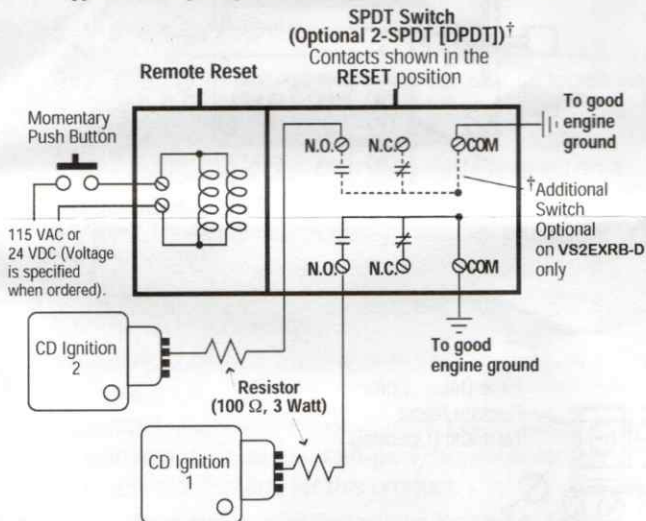 SPDT Switch
(Optional 2-SPDT [DPDT])†
Contacts shown in the
RESET position
Remote Reset
Momentary
Push Button
To good
engine
ground
N.O.
N.C.
COM
†Additional
Switch
Optional
on VS2EXRB-D
only
115 VAC or
24 VDC (Voltage
is specified
when ordered).
N.O.
N.C.
COM
To good
engine ground
CD Ignition
2
Resistor
(100 Ω, 3 Watt)
CD Ignition
1